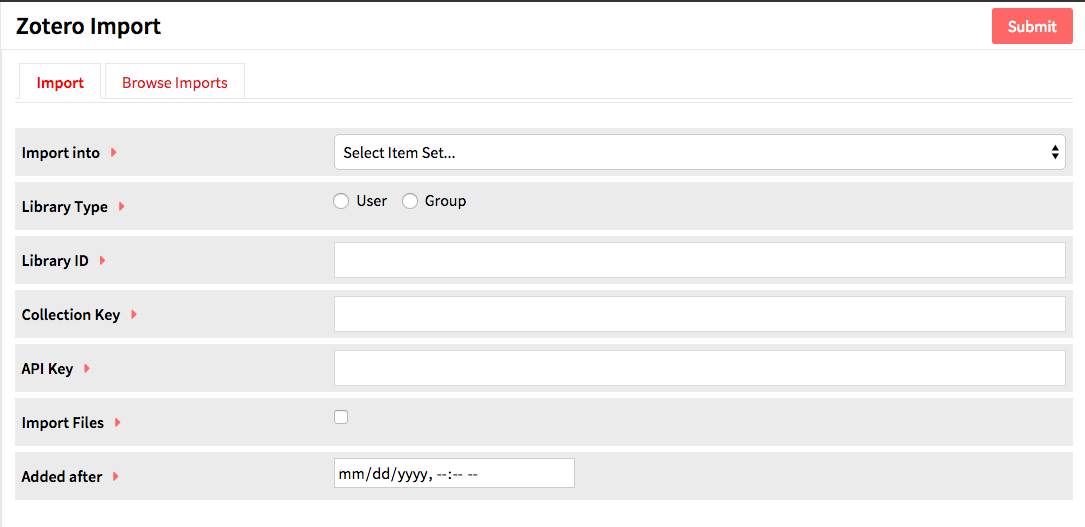 Zotero Import
Submit
Import
Browse Imports
Import into
Select Item Set...
Library Type
User
Group
Library ID
Collection Key
API Key
Import Files
Added after
mm/dd/yyyy, --:-- --